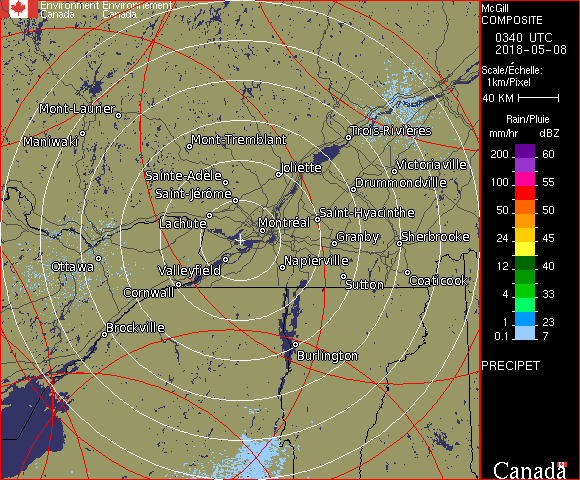 Environment Environnement
Canada Canada
Mont-Laurier
Maniwaki
Mont-Tremblant
Trois-Rivières
Joliette
Victoriaville
Sainte-Adèle
Drummondville
Saint-Jérôme
Lachute
Montréal
Saint-Hyacinthe
Granby
Sherbrooke
Ottawa
Valleyfield
Napierville
Cornwall
Sutton
Coaticook
Brockville
Burlington
McGill
COMPOSITE
0340 UTC
2018-05-08
Scale/Échelle:
1km/Pixel
40 KM
Rain/Pluie
mm/hr dBZ
200 60
100 55
50 50
24 45
12 40
4 33
1 23
0.1 7
PRECIPET
Canada